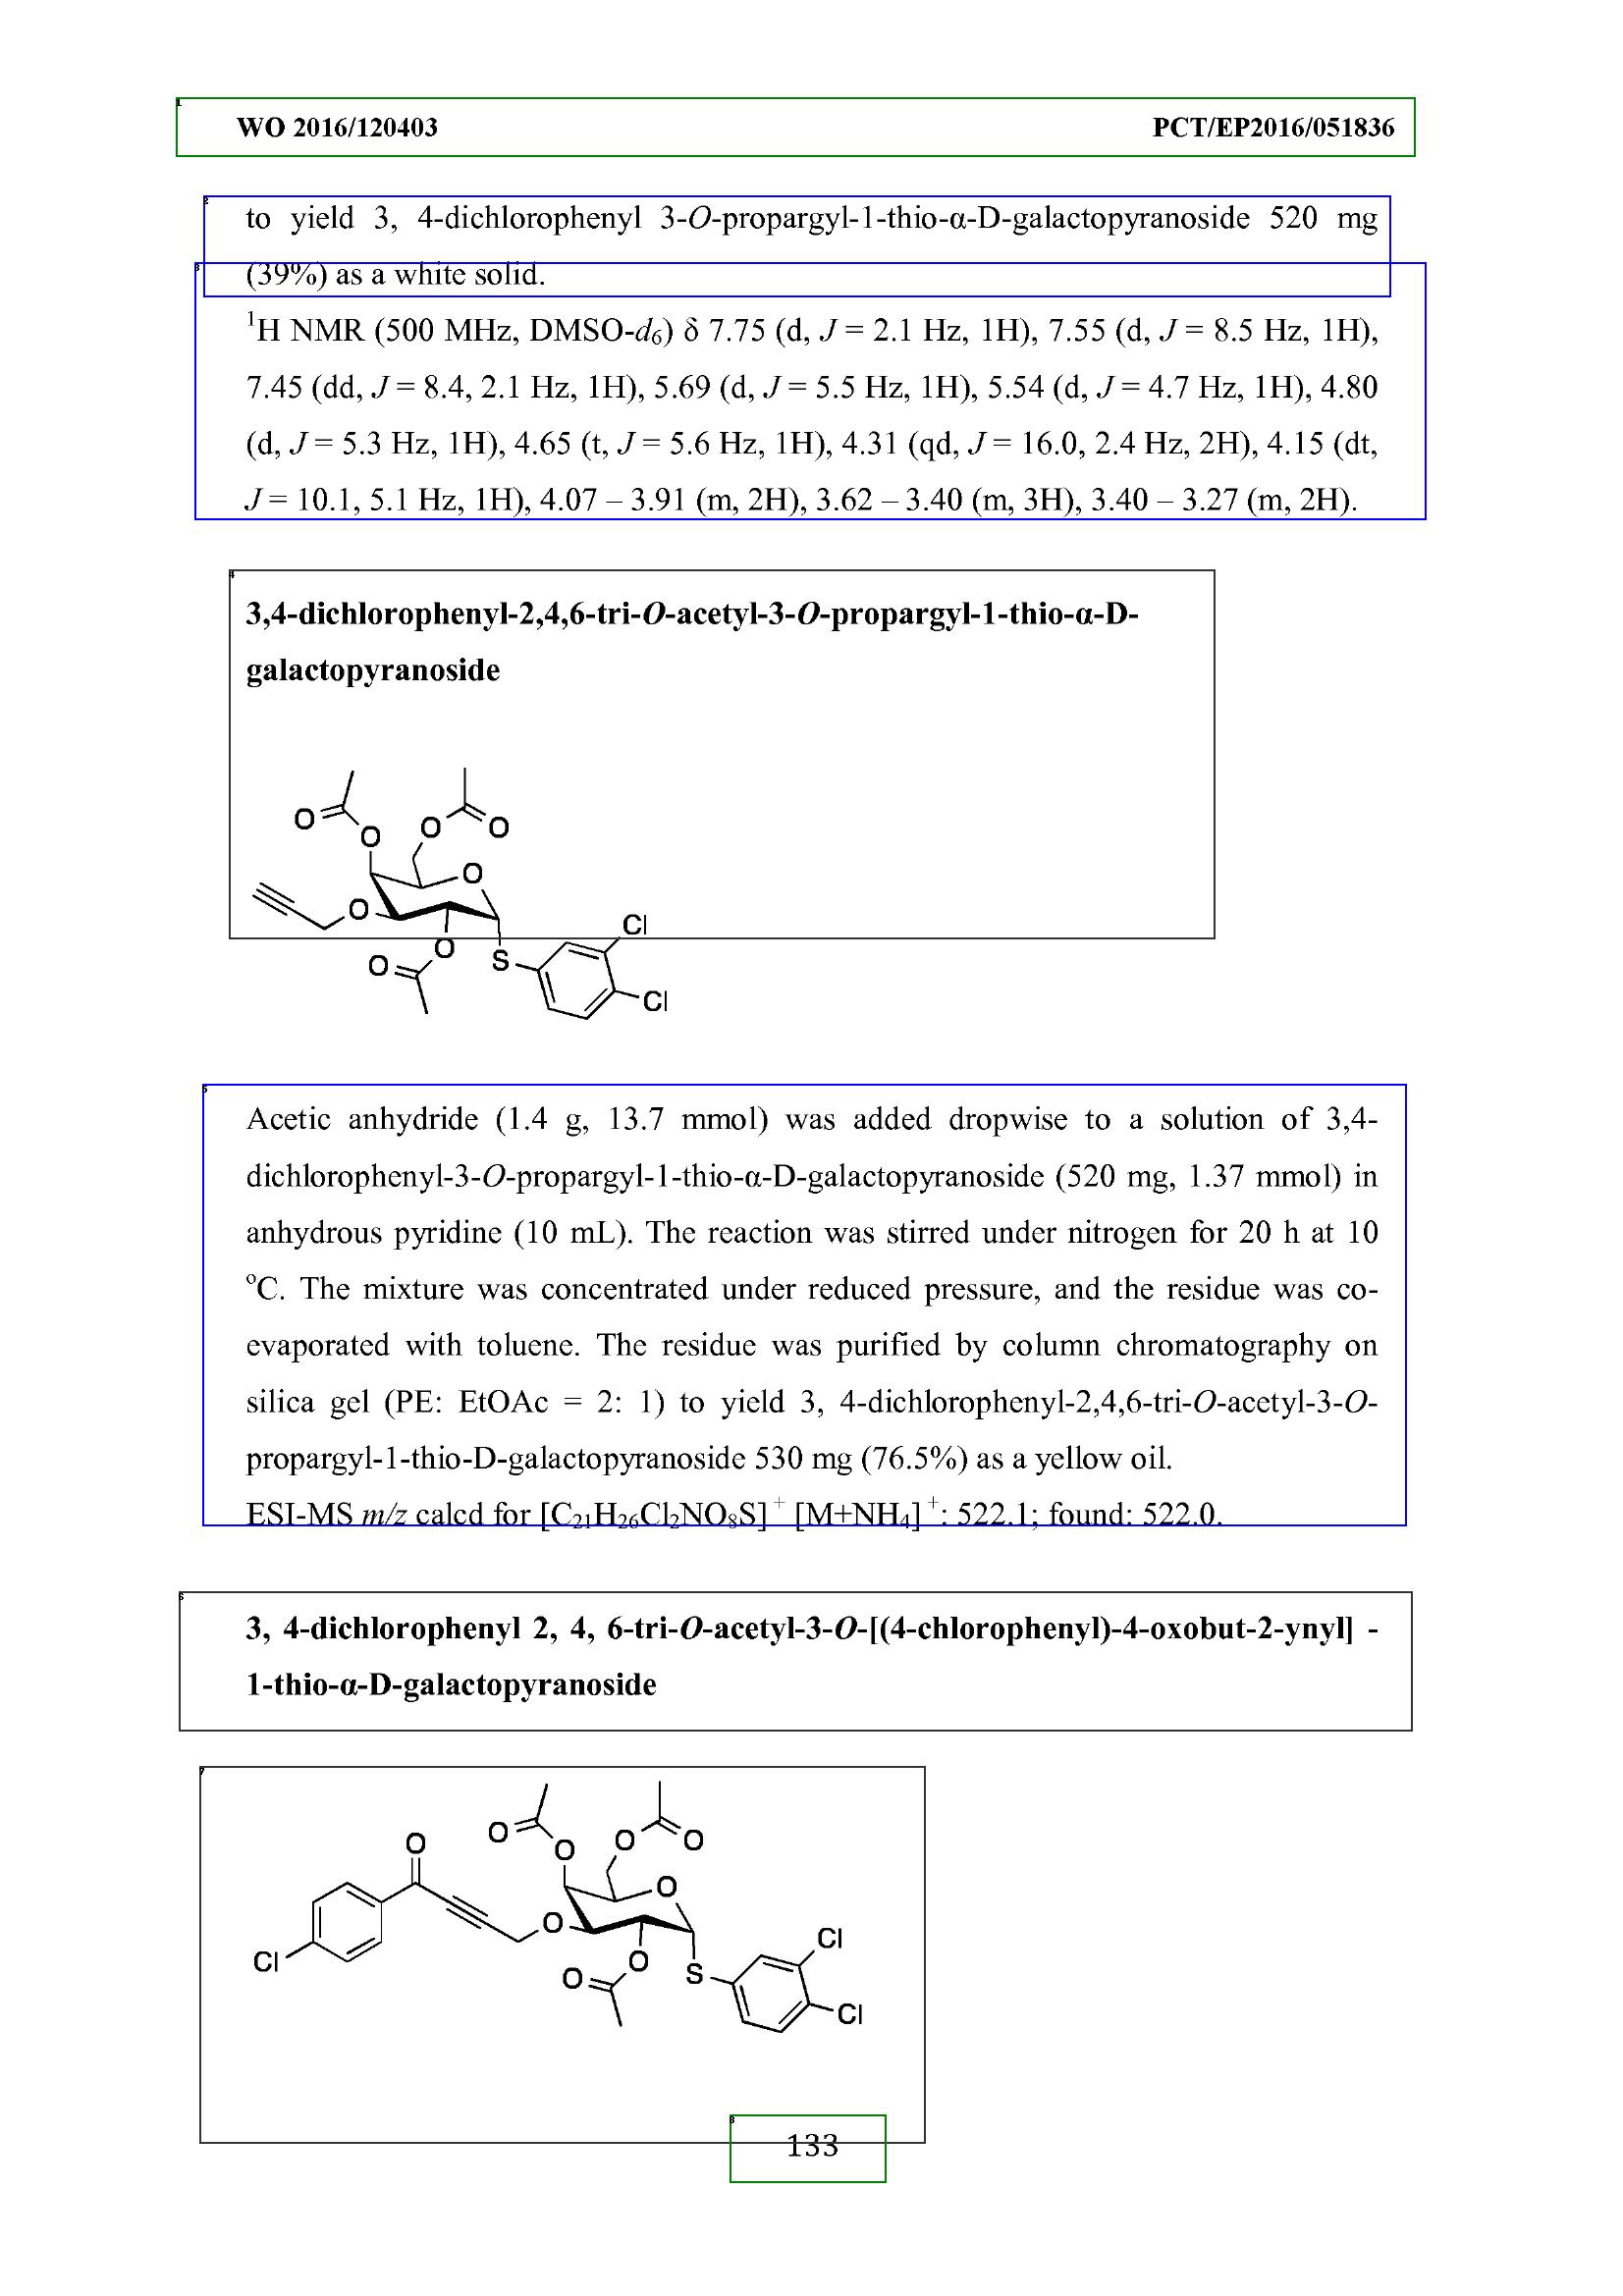 WO 2016/120403 PCT/EP2016/051836
to yield 3, 4-dichlorophenyl 3-O-propargyl-1-thio-α-D-galactopyranoside 520 mg
(39%) as a white solid.
¹H NMR (500 MHz, DMSO-d₆) δ 7.75 (d, J = 2.1 Hz, 1H), 7.55 (d, J = 8.5 Hz, 1H),
7.45 (dd, J = 8.4, 2.1 Hz, 1H), 5.69 (d, J = 5.5 Hz, 1H), 5.54 (d, J = 4.7 Hz, 1H), 4.80
(d, J = 5.3 Hz, 1H), 4.65 (t, J = 5.6 Hz, 1H), 4.31 (qd, J = 16.0, 2.4 Hz, 2H), 4.15 (dt,
J = 10.1, 5.1 Hz, 1H), 4.07 – 3.91 (m, 2H), 3.62 – 3.40 (m, 3H), 3.40 – 3.27 (m, 2H).
3,4-dichlorophenyl-2,4,6-tri-O-acetyl-3-O-propargyl-1-thio-α-D-
galactopyranoside
O O O O
O
O
O Cl
O S
Cl
Acetic anhydride (1.4 g, 13.7 mmol) was added dropwise to a solution of 3,4-
dichlorophenyl-3-O-propargyl-1-thio-α-D-galactopyranoside (520 mg, 1.37 mmol) in
anhydrous pyridine (10 mL). The reaction was stirred under nitrogen for 20 h at 10
°C. The mixture was concentrated under reduced pressure, and the residue was co-
evaporated with toluene. The residue was purified by column chromatography on
silica gel (PE: EtOAc = 2: 1) to yield 3, 4-dichlorophenyl-2,4,6-tri-O-acetyl-3-O-
propargyl-1-thio-D-galactopyranoside 530 mg (76.5%) as a yellow oil.
ESI-MS m/z calcd for [C₂₁H₂₆Cl₂NO₈S]⁺ [M+NH₄]⁺: 522.1; found: 522.0.
3, 4-dichlorophenyl 2, 4, 6-tri-O-acetyl-3-O-[(4-chlorophenyl)-4-oxobut-2-ynyl] -
1-thio-α-D-galactopyranoside
O O O O O
O
O
Cl O Cl
O S
Cl
133